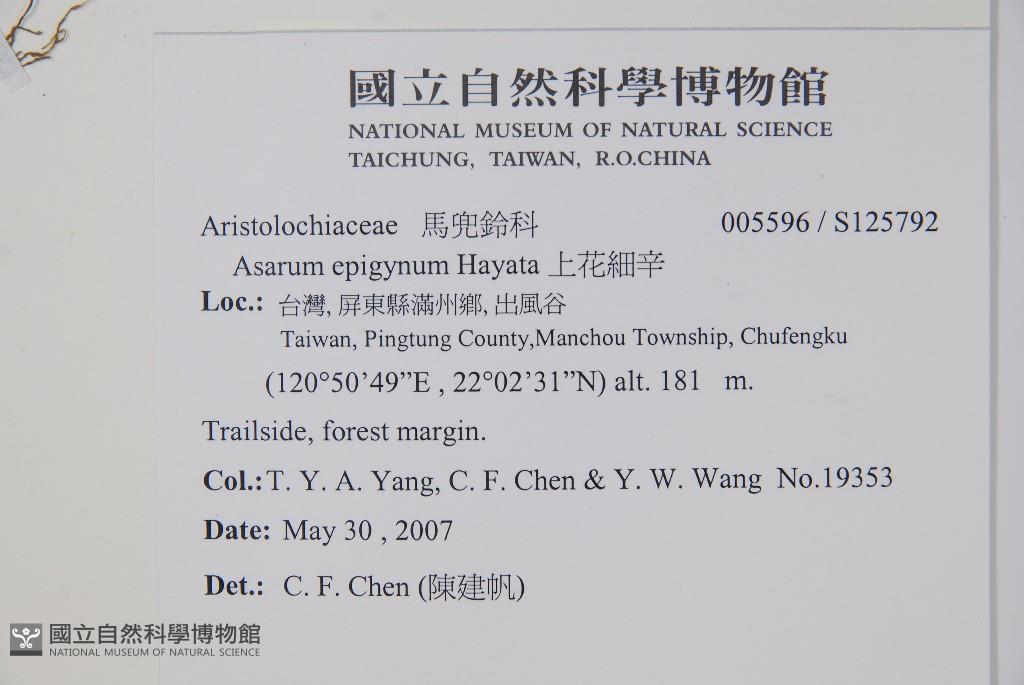 國立自然科學博物館
NATIONAL MUSEUM OF NATURAL SCIENCE
TAICHUNG, TAIWAN, R.O.CHINA
Aristolochiaceae 馬兜鈴科 005596 / S125792
Asarum epigynum Hayata 上花細辛
Loc.: 台灣, 屏東縣滿州鄉, 出風谷
Taiwan, Pingtung County,Manchou Township, Chufengku
(120°50’49”E , 22°02’31”N) alt. 181 m.
Trailside, forest margin.
Col.:T. Y. A. Yang, C. F. Chen & Y. W. Wang No.19353
Date: May 30 , 2007
Det.: C. F. Chen (陳建帆)
國立自然科學博物館
NATIONAL MUSEUM OF NATURAL SCIENCE